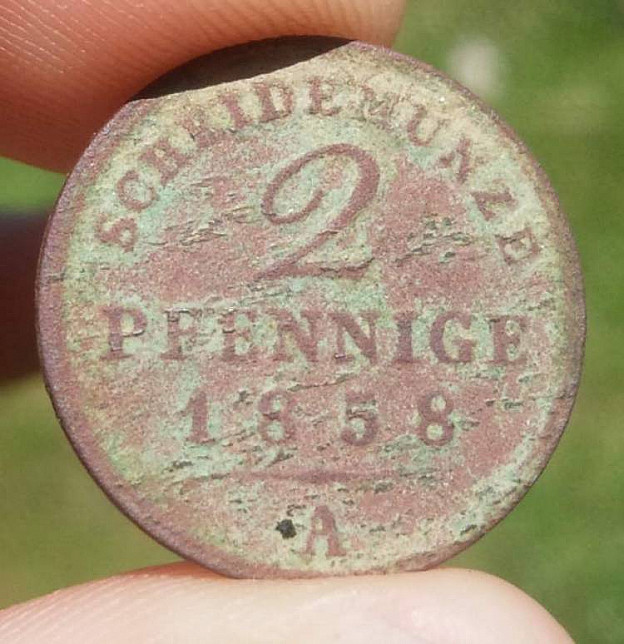 SCHEIDEMÜNZE
2
PFENNIGE
1858
A